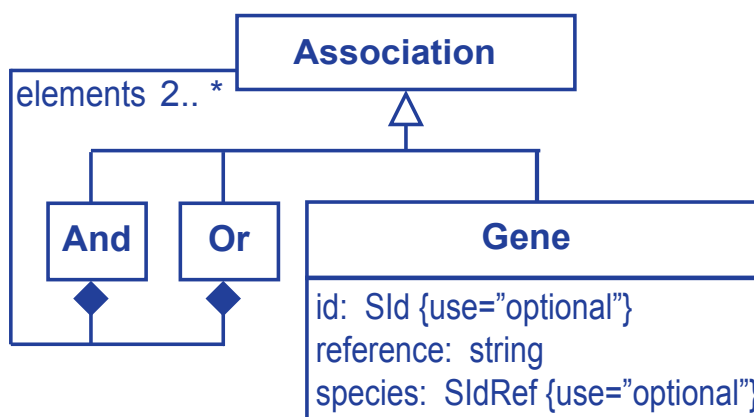 Association
elements 2.. *
And
Or
Gene
id: SId {use=”optional”}
reference: string
species: SIdRef {use=”optional”}